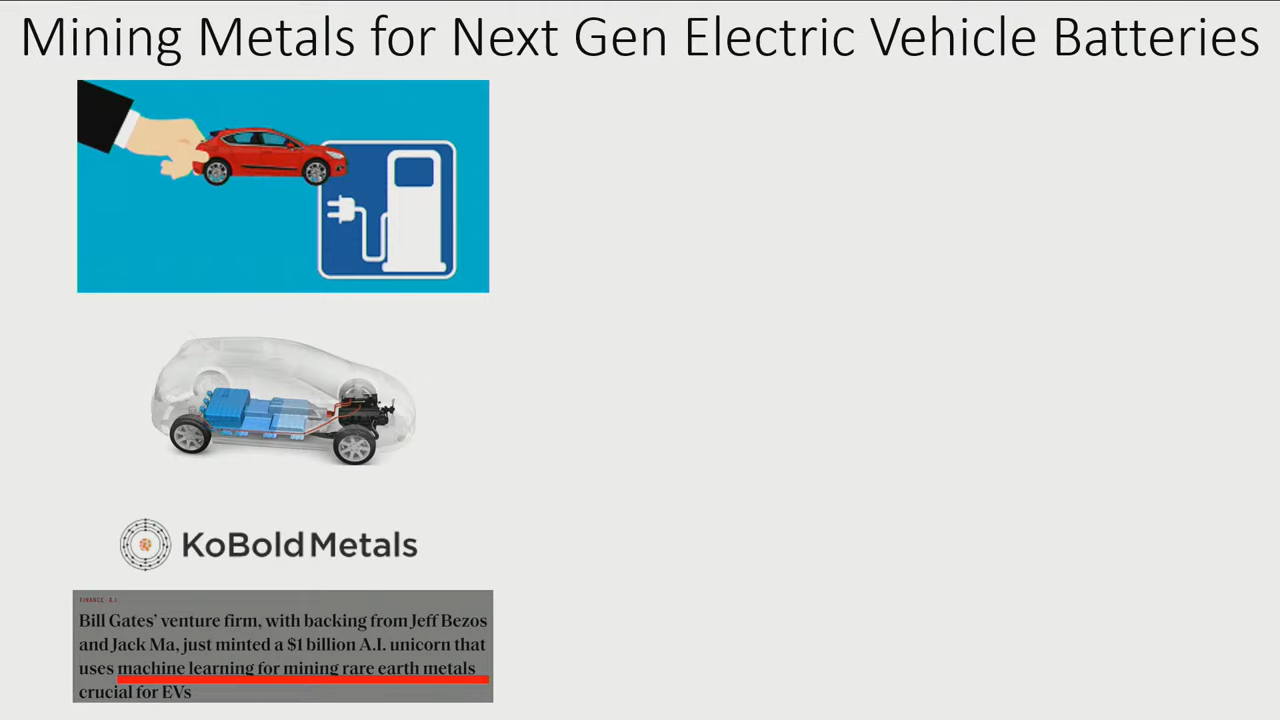 Mining Metals for Next Gen Electric Vehicle Batteries
KoBold Metals
FINANCE A.I.
Bill Gates' venture firm, with backing from Jeff Bezos
and Jack Ma, just minted a $1 billion A.I. unicorn that
uses machine learning for mining rare earth metals
crucial for EVs